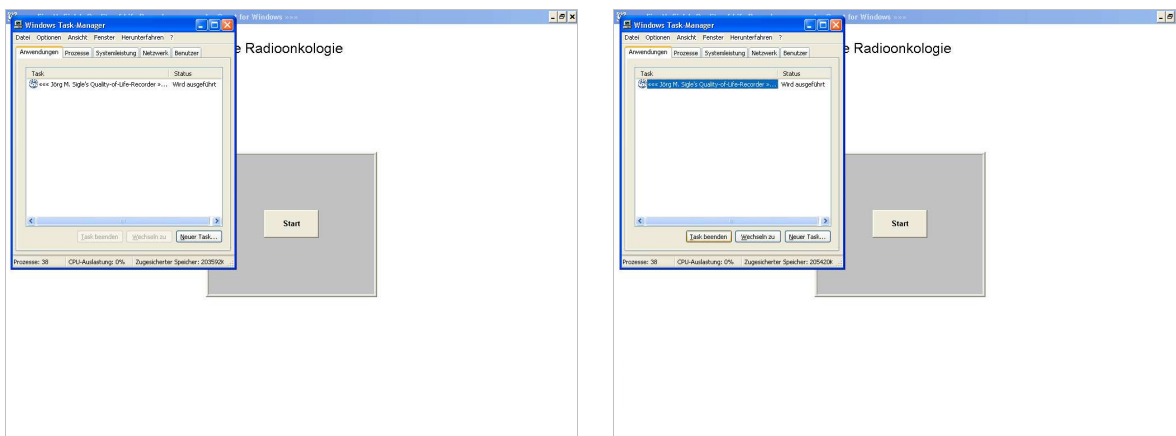 for Windows »»»
Windows Task-Manager
Datei Optionen Ansicht Fenster Herunterfahren ?
e Radioonkologie
Anwendungen Prozesse Systemleistung Netzwerk Benutzer
Task Status
««« Jörg M. Sigle's Quality-of-Life-Recorder »... Wird ausgeführt
Start
Task beenden Wechseln zu Neuer Task...
Prozesse: 38 CPU-Auslastung: 0% Zugesicherter Speicher: 203592K
for Windows »»»
Windows Task-Manager
Datei Optionen Ansicht Fenster Herunterfahren ?
e Radioonkologie
Anwendungen Prozesse Systemleistung Netzwerk Benutzer
Task Status
««« Jörg M. Sigle's Quality-of-Life-Recorder »... Wird ausgeführt
Start
Task beenden Wechseln zu Neuer Task...
Prozesse: 38 CPU-Auslastung: 0% Zugesicherter Speicher: 205420K